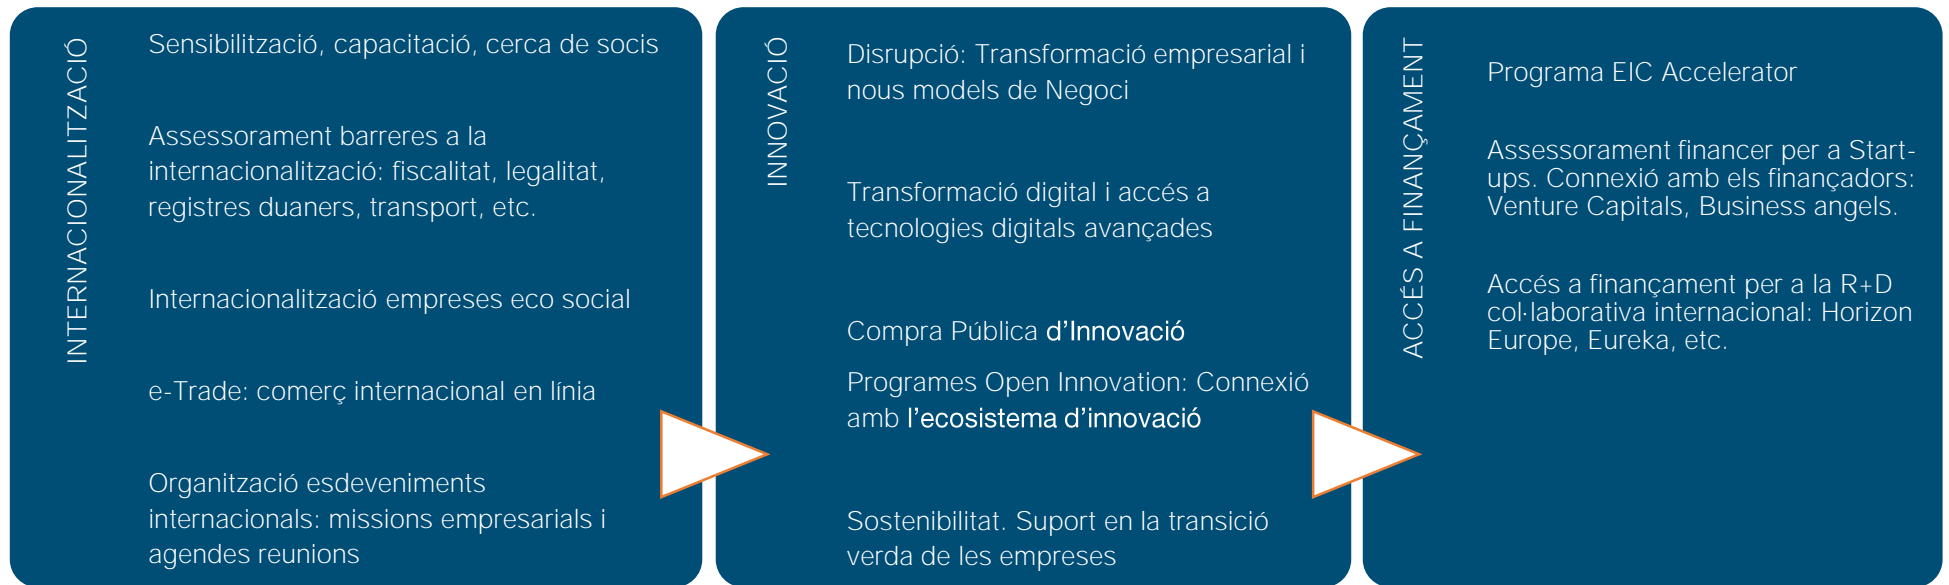 INTERNACIONALITZACIÓ
Sensibilització, capacitació, cerca de socis
Assessorament barreres a la
internacionalització: fiscalitat, legalitat,
registres duaners, transport, etc.
Internacionalització empreses eco social
e-Trade: comerç internacional en línia
Organització esdeveniments
internacionals: missions empresarials i
agendes reunions
INNOVACIÓ
Disrupció: Transformació empresarial i
nous models de Negoci
Transformació digital i accés a
tecnologies digitals avançades
Compra Pública d’Innovació
Programes Open Innovation: Connexió
amb l’ecosistema d’innovació
Sostenibilitat. Suport en la transició
verda de les empreses
ACCÉS A FINANÇAMENT
Programa EIC Accelerator
Assessorament financer per a Start-
ups. Connexió amb els finançadors:
Venture Capitals, Business angels.
Accés a finançament per a la R+D
col·laborativa internacional: Horizon
Europe, Eureka, etc.